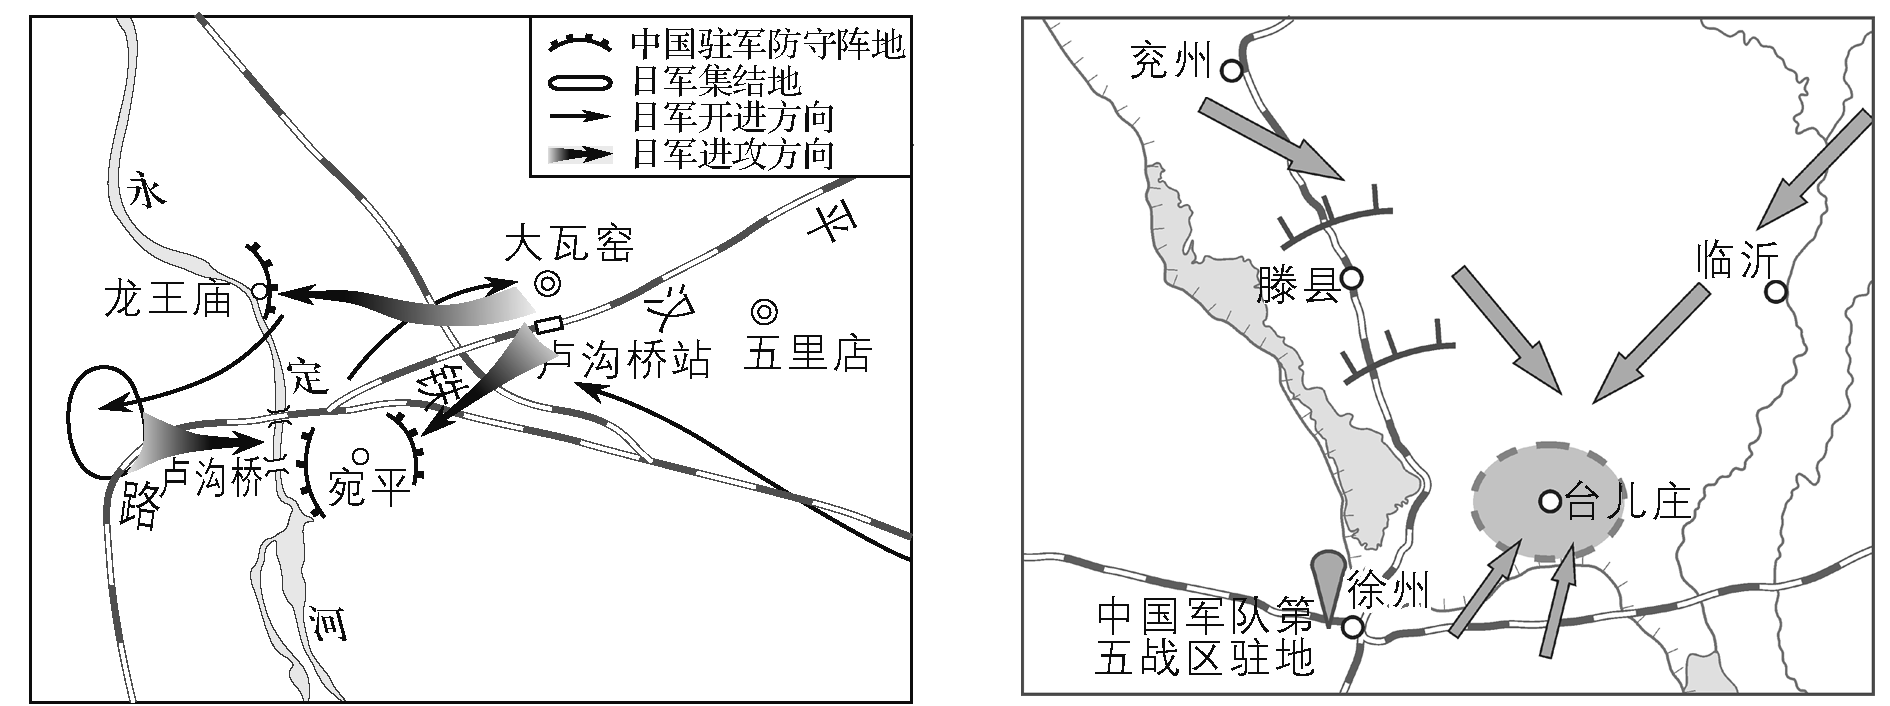 中国驻军防守阵地
日军集结地
日军开进方向
日军进攻方向
永
平
大瓦窑
龙王庙
汉
五里店
卢沟桥站
定
铁
卢沟桥
宛平
路
河
兖州
临沂
滕县
台儿庄
徐州
中国军队第
五战区驻地